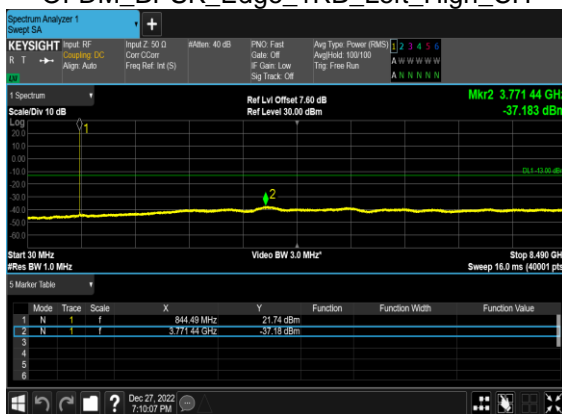 OFDM_BPSK_Edge_1RB_Left_High_CH
Spectrum Analyzer 1
Swept SA
KEYSIGHT
R T
Input: RF
Coupling: DC
Align: Auto
Input Z: 50 Ω
Corr CCorr
Freq Ref: Int (S)
#Atten: 40 dB
PNO: Fast
Gate: Off
IF Gain: Low
Sig Track: Off
Avg Type: Power (RMS)
Avg|Hold: 100/100
Trig: Free Run
1 2 3 4 5 6
A W W W W W
A N N N N N
1 Spectrum
Scale/Div 10 dB
Ref Lvl Offset 7.60 dB
Ref Level 30.00 dBm
Mkr2 3.771 44 GHz
-37.183 dBm
Log
20.0
10.0
0.00
-10.0
-20.0
-30.0
-40.0
-50.0
-60.0
1
2
DL1 -13.00 dBm
Start 30 MHz
#Res BW 1.0 MHz
Video BW 3.0 MHz*
Stop 8.490 GH
Sweep 16.0 ms (40001 pts
5 Marker Table
Mode Trace Scale X Y Function Function Width Function Value
1 N 1 f 844.49 MHz 21.74 dBm
2 N 1 f 3.771 44 GHz -37.18 dBm
3
4
5
6
Dec 27, 2022
7:10:07 PM